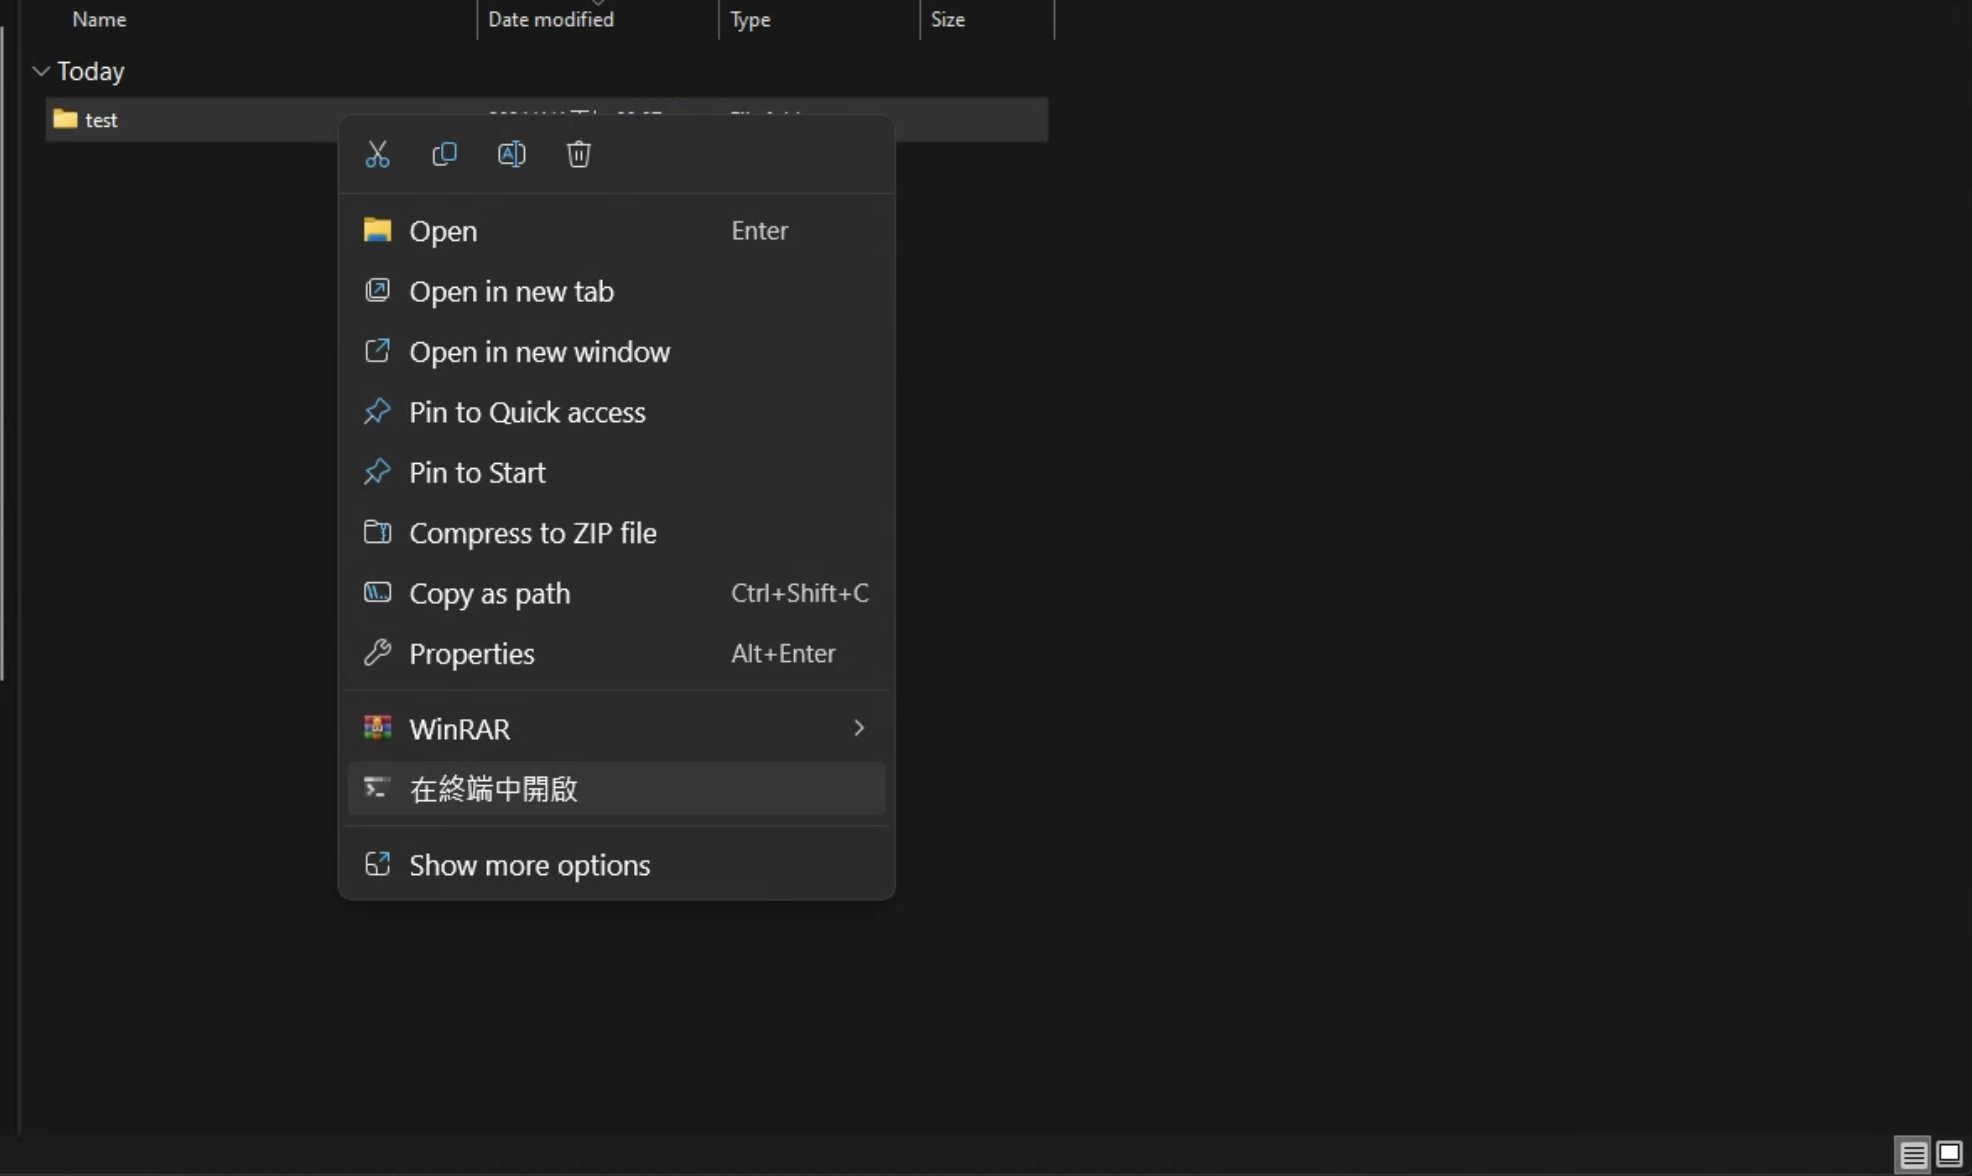 Name Date modified Type Size
Today
test
Open Enter
Open in new tab
Open in new window
Pin to Quick access
Pin to Start
Compress to ZIP file
Copy as path Ctrl+Shift+C
Properties Alt+Enter
WinRAR
在終端中開啟
Show more options